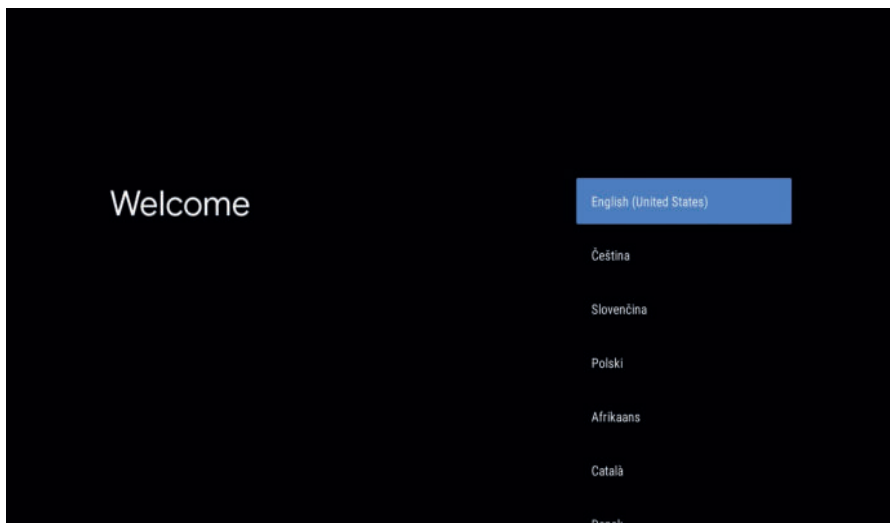 Welcome
English (United States)
Čeština
Slovenčina
Polski
Afrikaans
Català